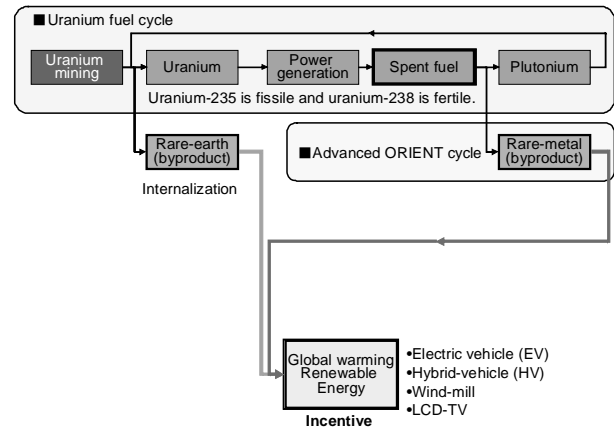 ■Uranium fuel cycle
Uranium
mining
Uranium
Power
generation
Spent fuel
Plutonium
Uranium-235 is fissile and uranium-238 is fertile.
Rare-earth
(byproduct)
Internalization
■Advanced ORIENT cycle
Rare-metal
(byproduct)
Global warming
Renewable
Energy
Incentive
•Electric vehicle (EV)
•Hybrid-vehicle (HV)
•Wind-mill
•LCD-TV